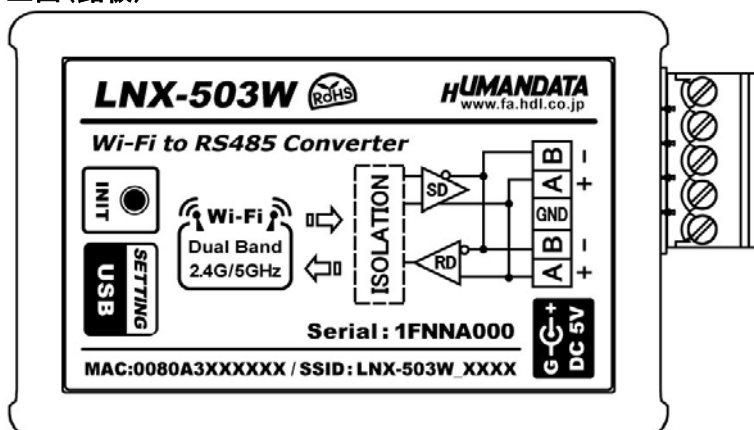 LNX-503W RoHS HUMANDATA
www.fa.hdl.co.jp
Wi-Fi to RS485 Converter
INIT
SETTING
USB
Wi-Fi
Dual Band
2.4G/5GHz
ISOLATION
SD
RD
B -
A +
GND
B -
A +
G +
DC 5V
Serial : 1FNNA000
MAC:0080A3XXXXXX / SSID: LNX-503W_XXXX